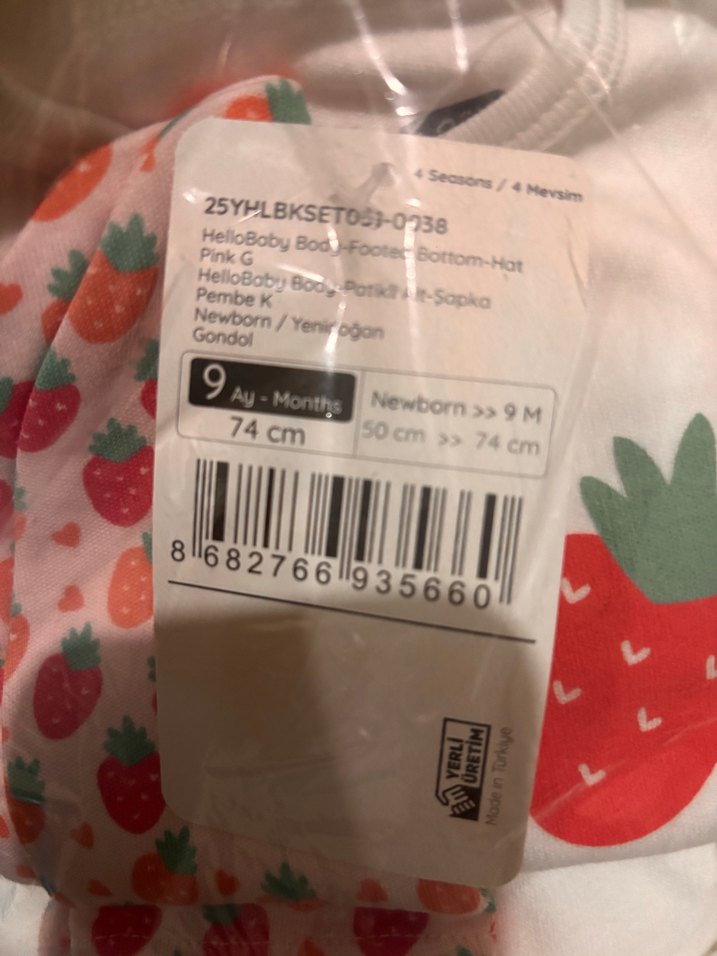 4 Seasons / 4 Mevsim
HelloBaby Body-Footed Bottom-Hat
Pink G
HelloBaby Body-Patikli Alt-Şapka
Pembe K
Newborn / Yenidoğan
Gondol
9 Ay - Months
74 cm
Newborn >> 9 M
50 cm >> 74 cm
8 682766 935660
YERLİ
ÜRETİM
Made in Türkiye